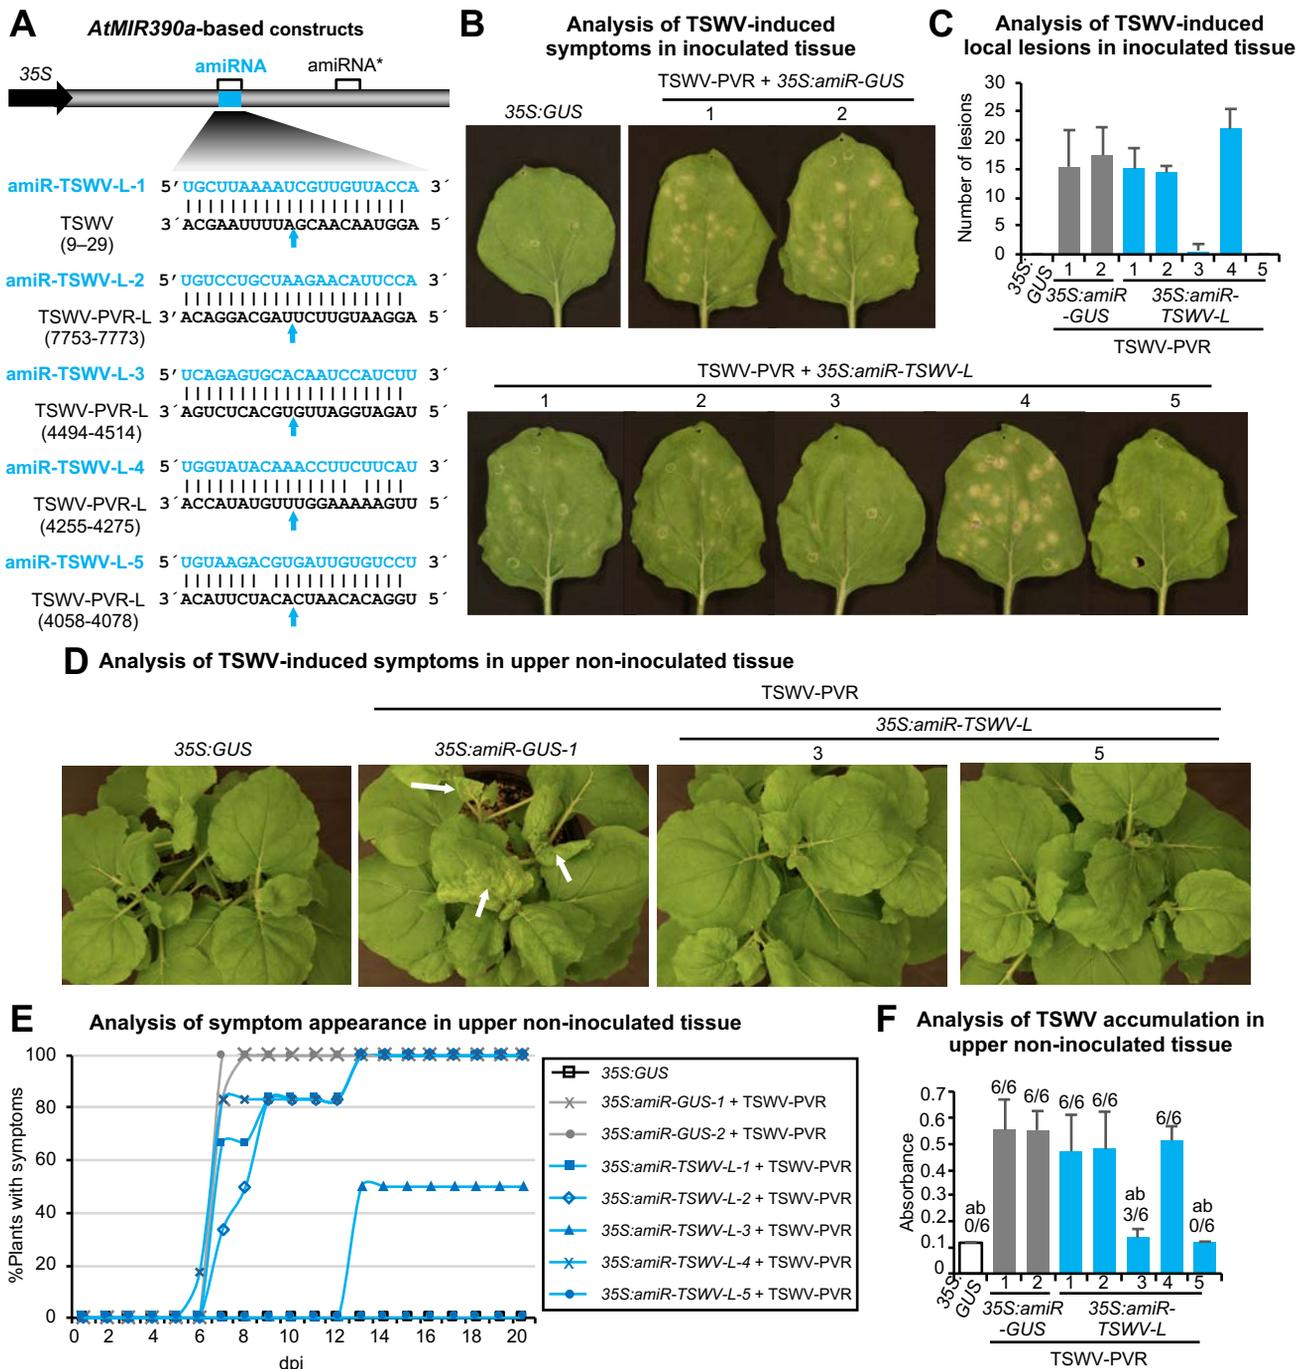 A
AtMIR390a-based constructs
35S
amiRNA
amiRNA*
amiR-TSWV-L-1 5′UGCUUAAAAUCGUUGUUACCA 3´
TSWV 3´ACGAAUUUUAGCAACAAUGGA 5´
(9–29)
amiR-TSWV-L-2 5′UGUCCUGCUAAGAACAUUCCA 3´
TSWV-PVR-L 3′ACAGGACGAUUCUUGUAAGGA 5´
(7753-7773)
amiR-TSWV-L-3 5´UCAGAGUGCACAAUCCAUCUU 3´
TSWV-PVR-L 3´AGUCUCACGUGUUAGGUAGAU 5´
(4494-4514)
amiR-TSWV-L-4 5´UGGUAUACAAACCUUCUUCAU 3´
TSWV-PVR-L 3´ACCAUAUGUUUGGAAAAAGUU 5´
(4255-4275)
amiR-TSWV-L-5 5´UGUAAGACGUGAUUGUGUCCU 3´
TSWV-PVR-L 3´ACAUUCUACACUAACACAGGU 5´
(4058-4078)
B
Analysis of TSWV-induced
symptoms in inoculated tissue
TSWV-PVR + 35S:amiR-GUS
35S:GUS
1 2
TSWV-PVR + 35S:amiR-TSWV-L
1 2 3 4 5
C
Analysis of TSWV-induced
local lesions in inoculated tissue
Number of lesions
30
25
20
15
10
5
0
35S:
GUS
1 2 1 2 3 4 5
35S:amiR
-GUS
35S:amiR-
TSWV-L
TSWV-PVR
D
Analysis of TSWV-induced symptoms in upper non-inoculated tissue
TSWV-PVR
35S:amiR-TSWV-L
35S:GUS
35S:amiR-GUS-1
3
5
E
Analysis of symptom appearance in upper non-inoculated tissue
%Plants with symptoms
100
80
60
40
20
0
0 2 4 6 8 10 12 14 16 18 20
dpi
35S:GUS
35S:amiR-GUS-1 + TSWV-PVR
35S:amiR-GUS-2 + TSWV-PVR
35S:amiR-TSWV-L-1 + TSWV-PVR
35S:amiR-TSWV-L-2 + TSWV-PVR
35S:amiR-TSWV-L-3 + TSWV-PVR
35S:amiR-TSWV-L-4 + TSWV-PVR
35S:amiR-TSWV-L-5 + TSWV-PVR
F
Analysis of TSWV accumulation in
upper non-inoculated tissue
Absorbance
0.7
0.6
0.5
0.4
0.3
0.2
0.1
0
ab
0/6
6/6
6/6
6/6
6/6
ab
3/6
6/6
ab
0/6
35S:
GUS
1 2 1 2 3 4 5
35S:amiR
-GUS
35S:amiR-
TSWV-L
TSWV-PVR